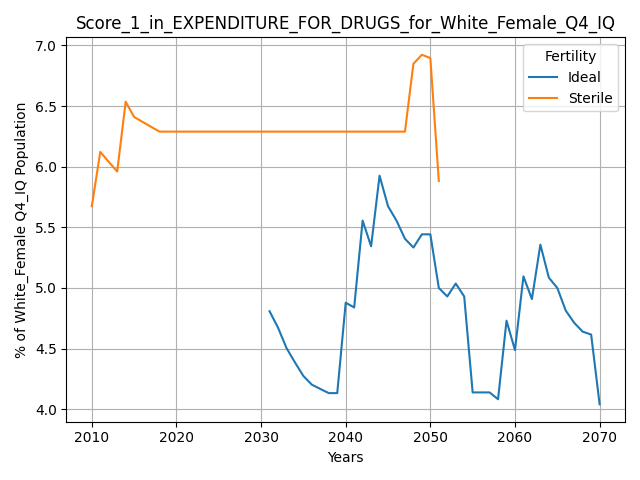 Score_1_in_EXPENDITURE_FOR_DRUGS_for_White_Female_Q4_IQ
% of White_Female Q4_IQ Population
7.0
6.5
6.0
5.5
5.0
4.5
4.0
Fertility
Ideal
Sterile
2010 2020 2030 2040 2050 2060 2070
Years